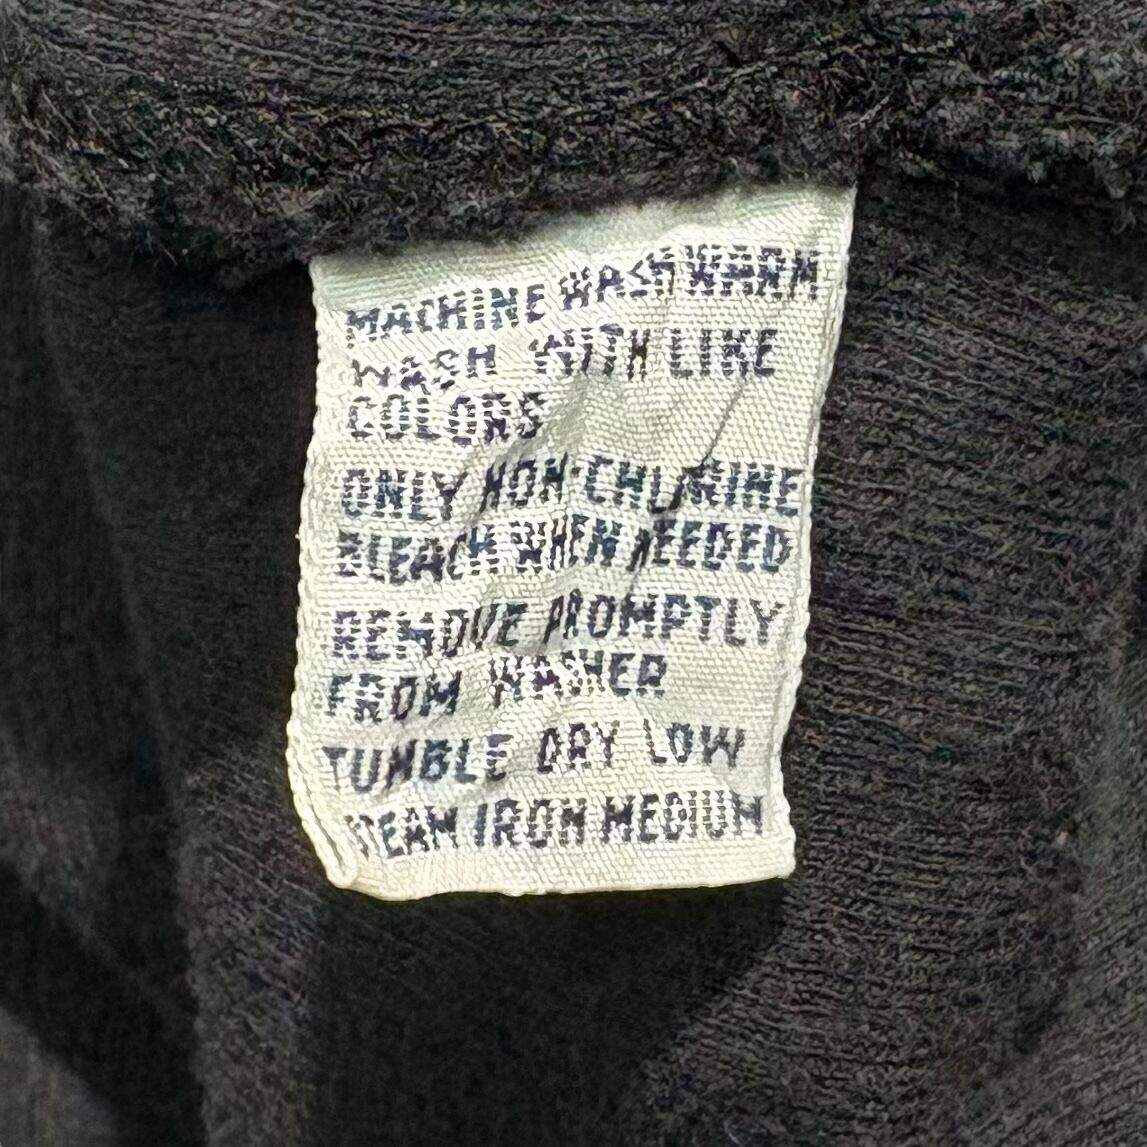 MACHINE WASH WARM
WASH WITH LIKE
COLORS
ONLY NON-CHLORINE
BLEACH WHEN NEEDED
REMOVE PROMPTLY
FROM WASHER
TUMBLE DRY LOW
STEAM IRON MEDIUM